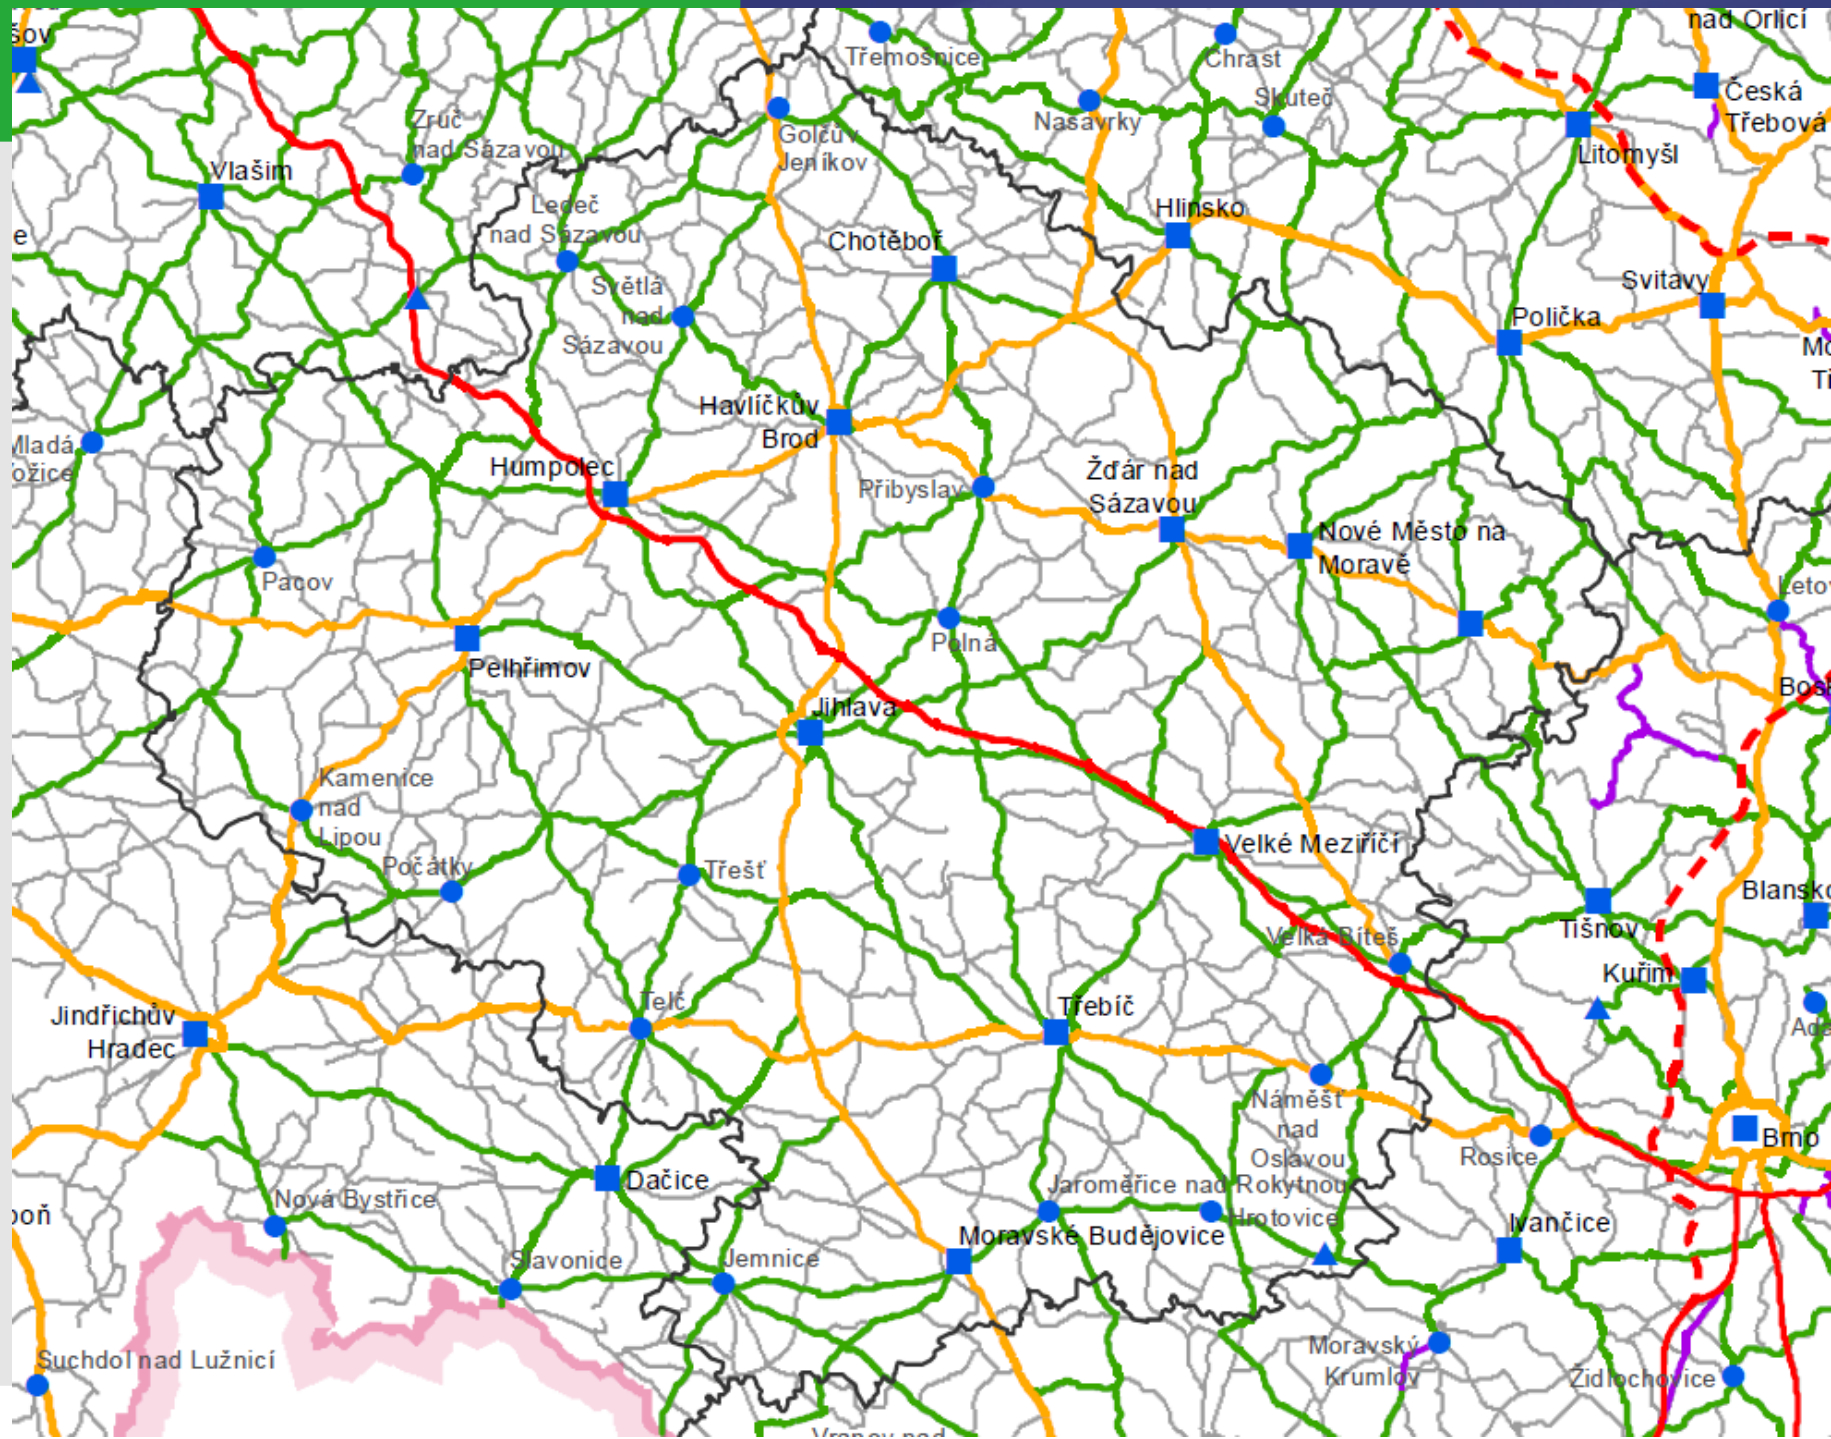 šov
Třemošnice
Chrast
nad Orlicí
Česká
Třebová
Skuteč
Nasavrky
Zruč
nad Sázavou
Golčův
Jeníkov
Litomyšl
Vlašim
Ledeč
nad Sázavou
Hlinsko
Chotěboř
e
Světlá
nad
Sázavou
Svitavy
Polička
Havlíčkův
Brod
Mladá
Humpolec
Přibyslav
Žďár nad
Sázavou
Nové Město na
Moravě
Pacov
Polná
Pelhřimov
Jihlava
Kamenice
nad
Lipou
Velké Meziříčí
Počátky
Třešť
Blansko
Tišnov
Velká Bíteš
Kuřim
Telč
Třebíč
Jindřichův
Hradec
Náměšť
nad
Oslavou
Brno
Rosice
Dačice
Jaroměřice nad Rokytnou
Nová Bystřice
Hrotovice
Ivančice
Moravské Budějovice
oň
Slavonice
Jemnice
Moravský
Krumlov
Suchdol nad Lužnicí
Židlochovice
Vranov nad